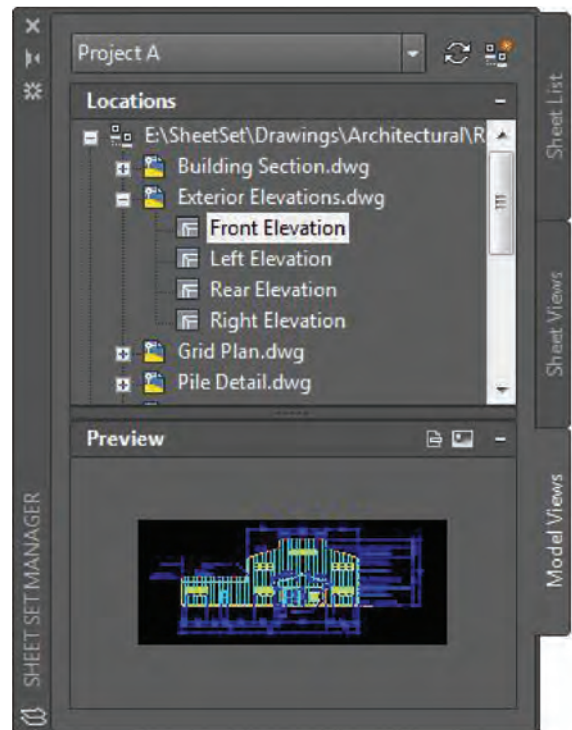 Project A
Locations
E:\SheetSet\Drawings\Architectural\R
Building Section.dwg
Exterior Elevations.dwg
Front Elevation
Left Elevation
Rear Elevation
Right Elevation
Grid Plan.dwg
Pile Detail.dwg
Preview
SHEET SET MANAGER
Sheet List
Sheet Views
Model Views